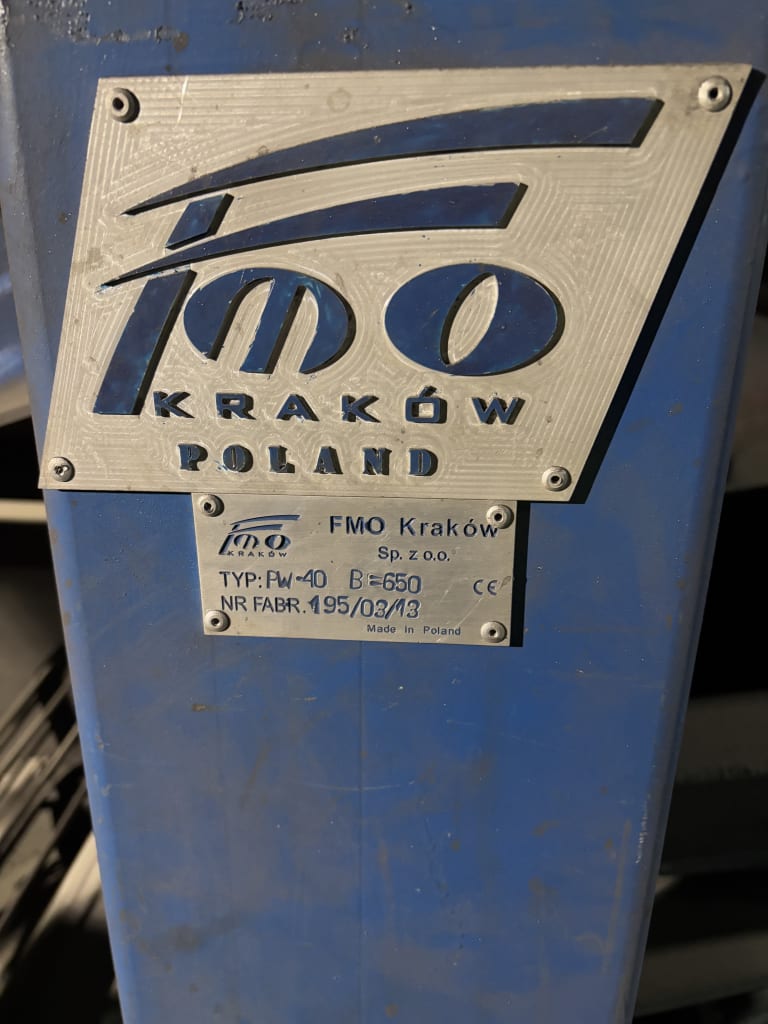 FMO
KRAKÓW
POLAND
FMO
KRAKÓW
FMO Kraków
Sp. z o.o.
TYP: PW-40 B=650 CE
NR FABR. 195/03/13
Made in Poland